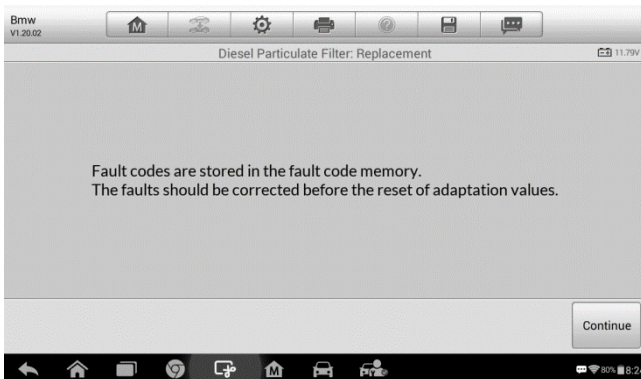 Bmw
V1.20.02
M
Diesel Particulate Filter: Replacement
11.79V
Fault codes are stored in the fault code memory.
The faults should be corrected before the reset of adaptation values.
Continue
M
80%